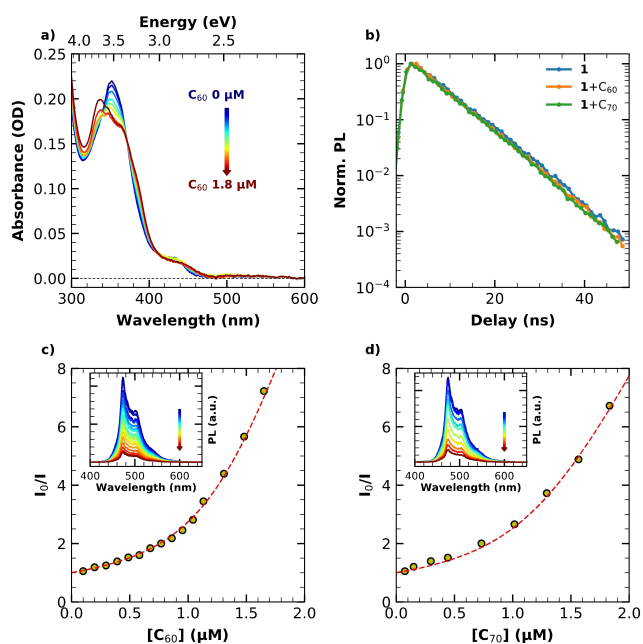 Energy (eV)
a)
4.0 3.5 3.0 2.5
0.25
0.20
0.15
0.10
0.05
0.00
Absorbance (OD)
C₆₀ 0 μM
C₆₀ 1.8 μM
300 400 500 600
Wavelength (nm)
b)
10⁰
10⁻¹
10⁻²
10⁻³
10⁻⁴
Norm. PL
1
1+C₆₀
1+C₇₀
0 20 40
Delay (ns)
c)
8
6
4
2
0
I₀/I
PL (a.u.)
400 500 600
Wavelength (nm)
0.0 0.5 1.0 1.5 2.0
[C₆₀] (μM)
d)
8
6
4
2
0
I₀/I
PL (a.u.)
400 500 600
Wavelength (nm)
0.0 0.5 1.0 1.5 2.0
[C₇₀] (μM)